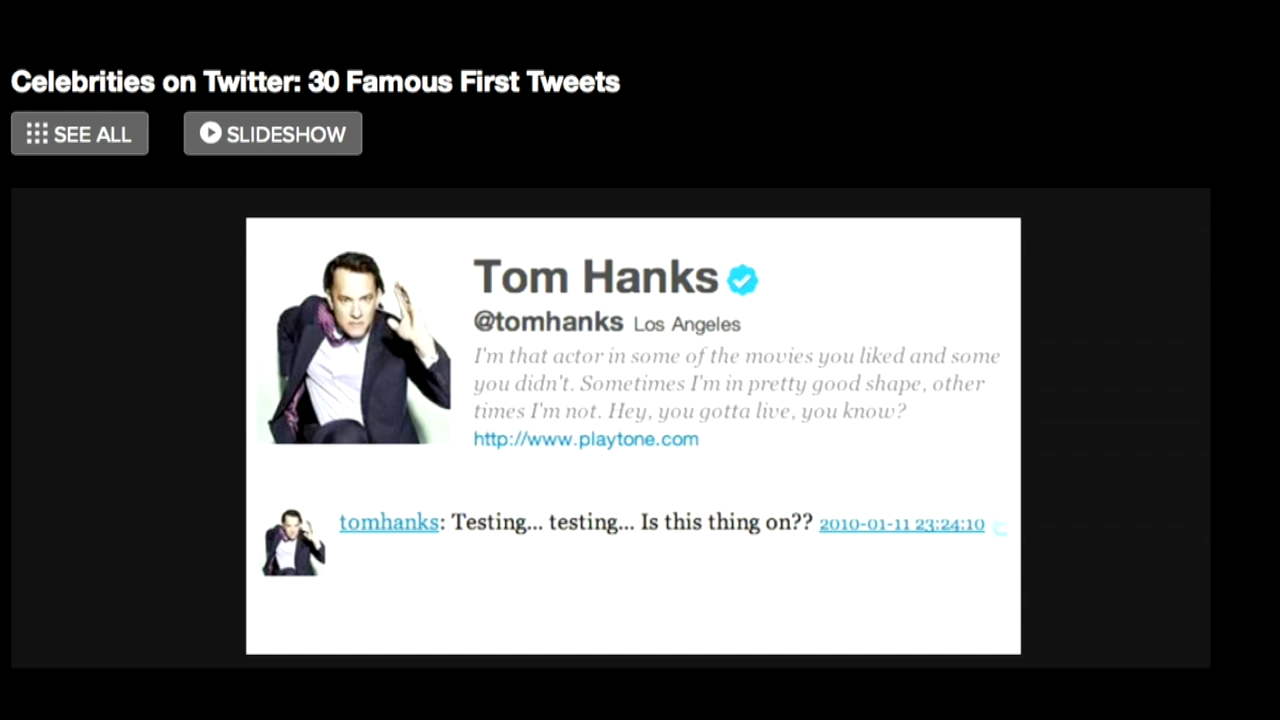 Celebrities on Twitter: 30 Famous First Tweets
SEE ALL
SLIDESHOW
Tom Hanks
@tomhanks Los Angeles
I'm that actor in some of the movies you liked and some
you didn't. Sometimes I'm in pretty good shape, other
times I'm not. Hey, you gotta live, you know?
http://www.playtone.com
tomhanks: Testing... testing... Is this thing on?? 2010-01-11 23:24:10